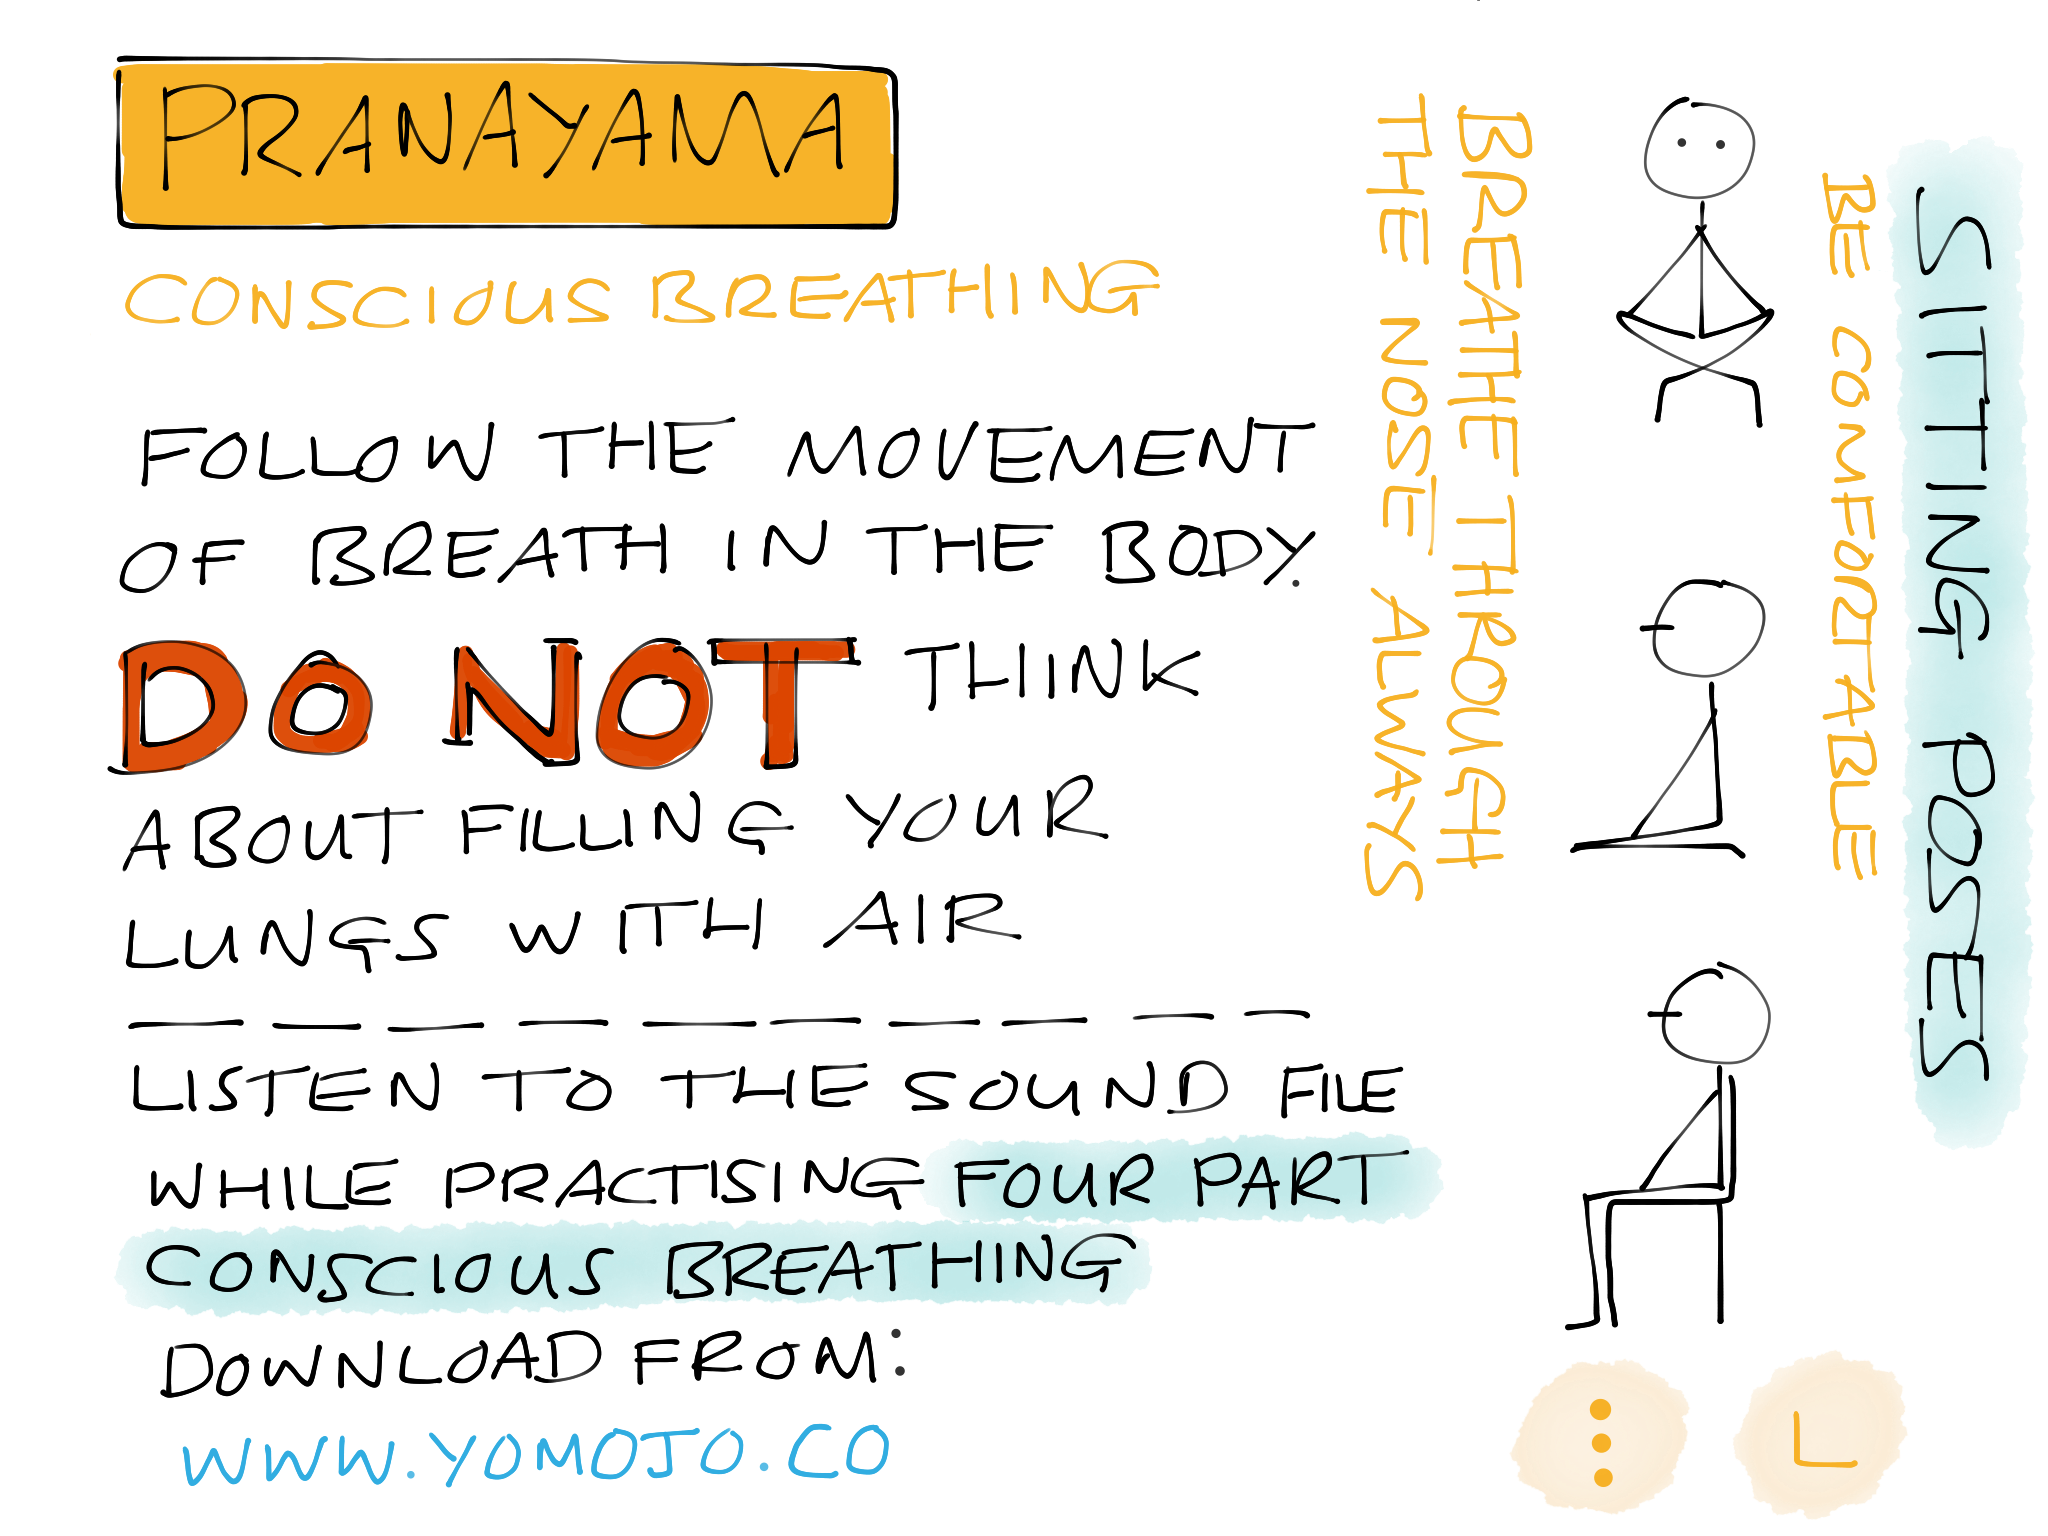 PRANAYAMA
CONSCIOUS BREATHING
FOLLOW THE MOVEMENT
OF BREATH IN THE BODY.
DO NOT THINK
ABOUT FILLING YOUR
LUNGS WITH AIR
LISTEN TO THE SOUND FILE
WHILE PRACTISING FOUR PART
CONSCIOUS BREATHING
DOWNLOAD FROM:
WWW.YOMOJO.CO
BREATHE THROUGH
THE NOSE, ALWAYS
SITTING POSES
BE COMFORTABLE
L